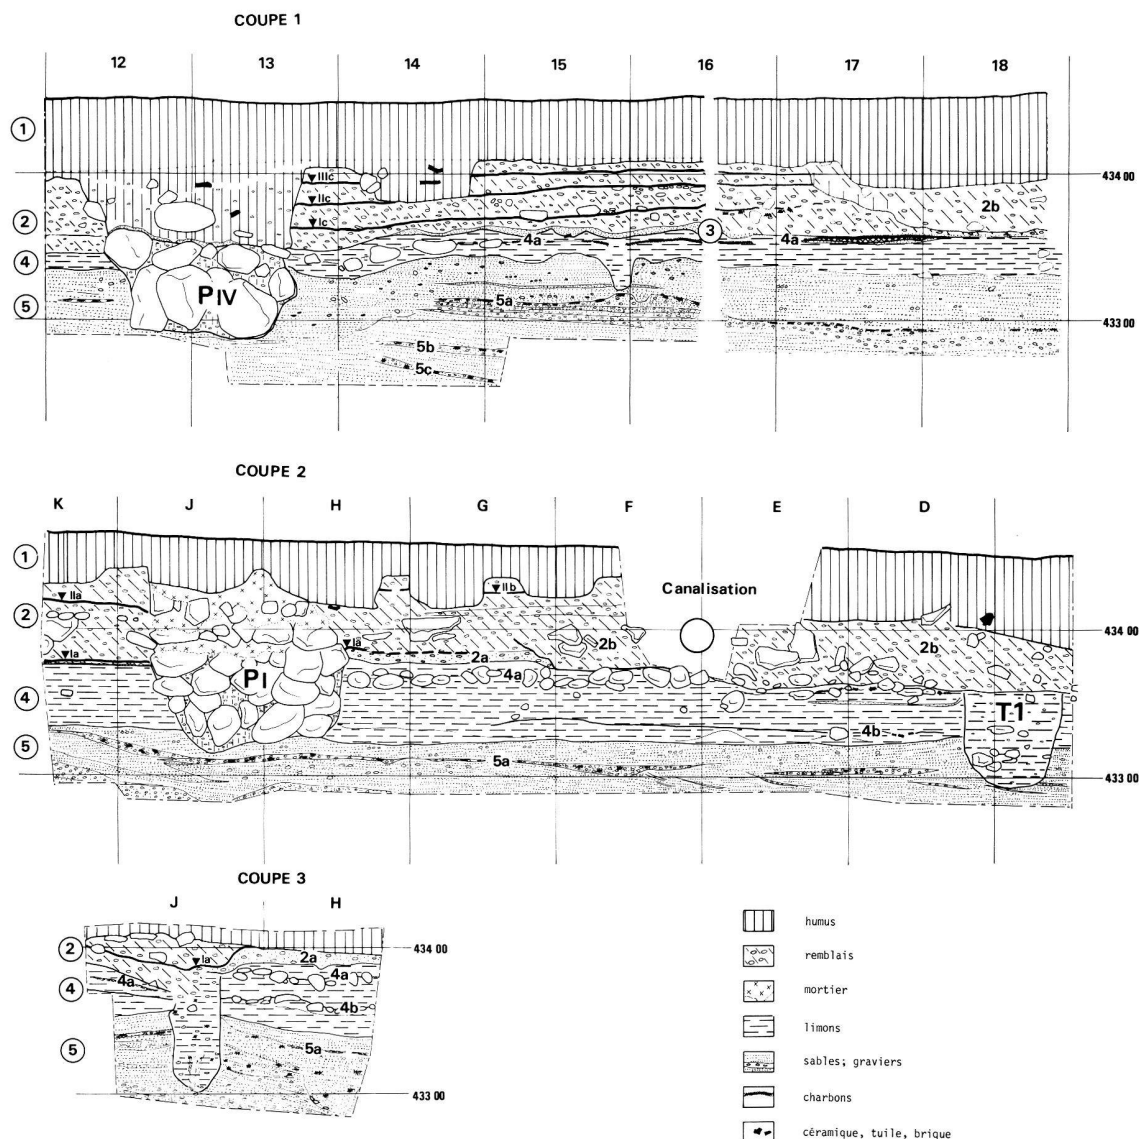 COUPE 1
12 13 14 15 16 17 18
1
IIIc
434 00
IIc
2b
2
Ic
3
4a 4a
4
PIV
5
5a
433 00
5b
5c
COUPE 2
K J H G F E D
1
IIa IIb Canalisation
2
434 00
Ia 2b 2b
Ia 2a
PI 4a
4
T1
4b
5
5a
433 00
COUPE 3
J H
2 434 00
Ia 2a
4a 4a
4
4b
5 5a
433 00
humus
remblais
mortier
limons
sables; graviers
charbons
céramique, tuile, brique